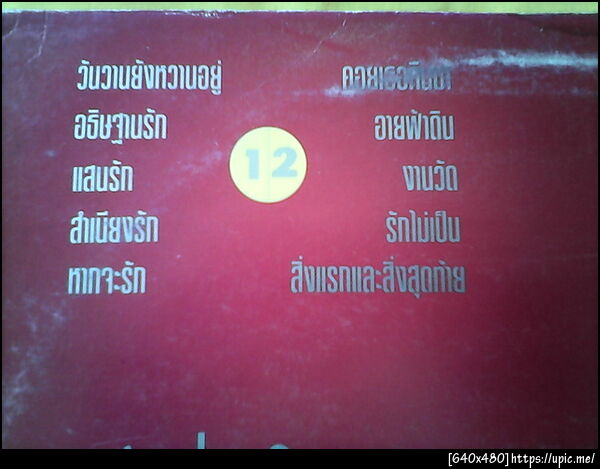 วันวานยังหวานอยู่
อธิษฐานรัก
แสนรัก
สำเนียงรัก
หากจะรัก
12
อายฟ้าดิน
งานวัด
รักไม่เป็น
สิ่งแรกและสิ่งสุดท้าย
[640x480]https://upic.me/